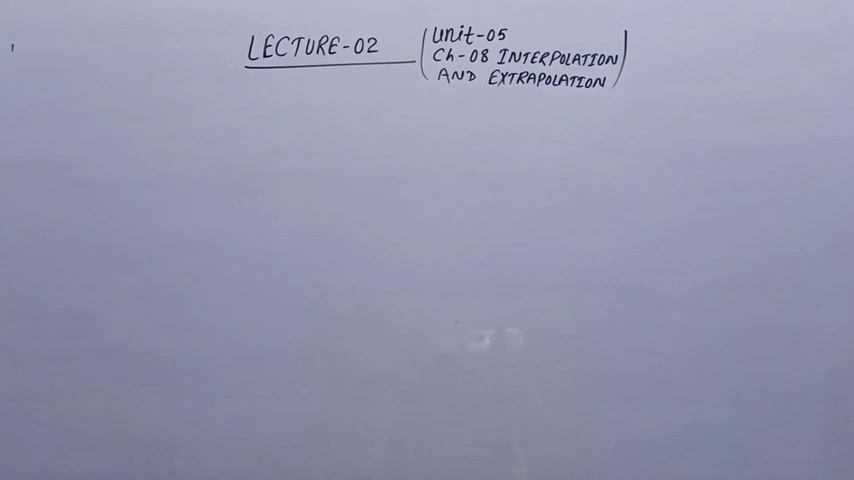 LECTURE-02
(Unit-05
Ch-08 INTERPOLATION
AND EXTRAPOLATION)